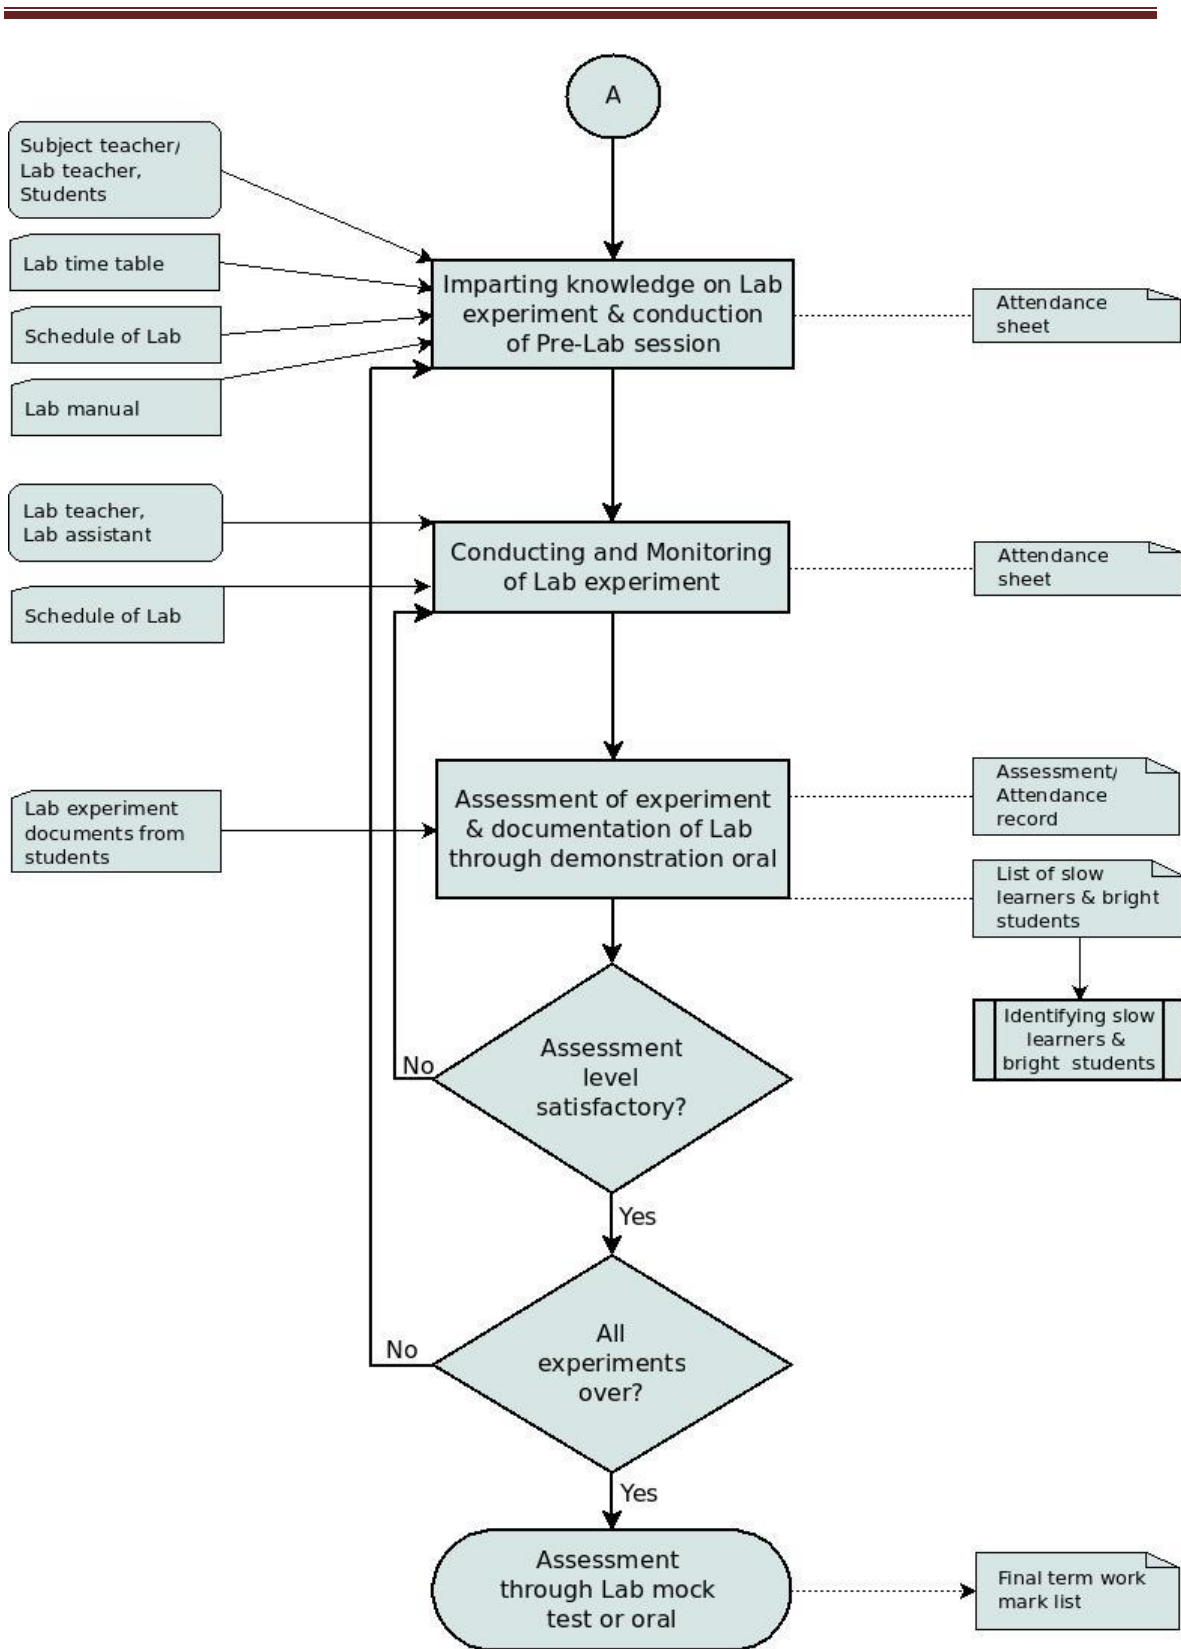 A
Subject teacher/
Lab teacher,
Students
Lab time table
Schedule of Lab
Lab manual
Imparting knowledge on Lab
experiment & conduction
of Pre-Lab session
Attendance
sheet
Lab teacher,
Lab assistant
Schedule of Lab
Conducting and Monitoring
of Lab experiment
Attendance
sheet
Lab experiment
documents from
students
Assessment of experiment
& documentation of Lab
through demonstration oral
Assessment/
Attendance
record
List of slow
learners & bright
students
Identifying slow
learners &
bright students
Assessment
level
satisfactory?
No
Yes
All
experiments
over?
No
Yes
Assessment
through Lab mock
test or oral
Final term work
mark list